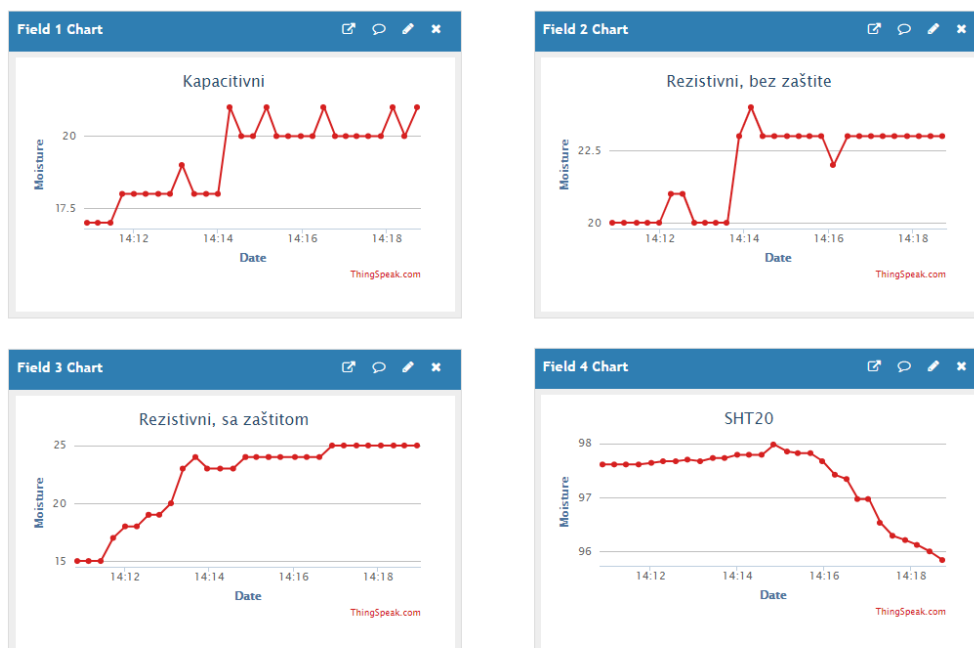 Field 1 Chart
Kapacitivni
Moisture
20
17.5
14:12 14:14 14:16 14:18
Date
ThingSpeak.com
Field 2 Chart
Rezistivni, bez zaštite
Moisture
22.5
20
14:12 14:14 14:16 14:18
Date
ThingSpeak.com
Field 3 Chart
Rezistivni, sa zaštitom
Moisture
25
20
15
14:12 14:14 14:16 14:18
Date
ThingSpeak.com
Field 4 Chart
SHT20
Moisture
98
97
96
14:12 14:14 14:16 14:18
Date
ThingSpeak.com